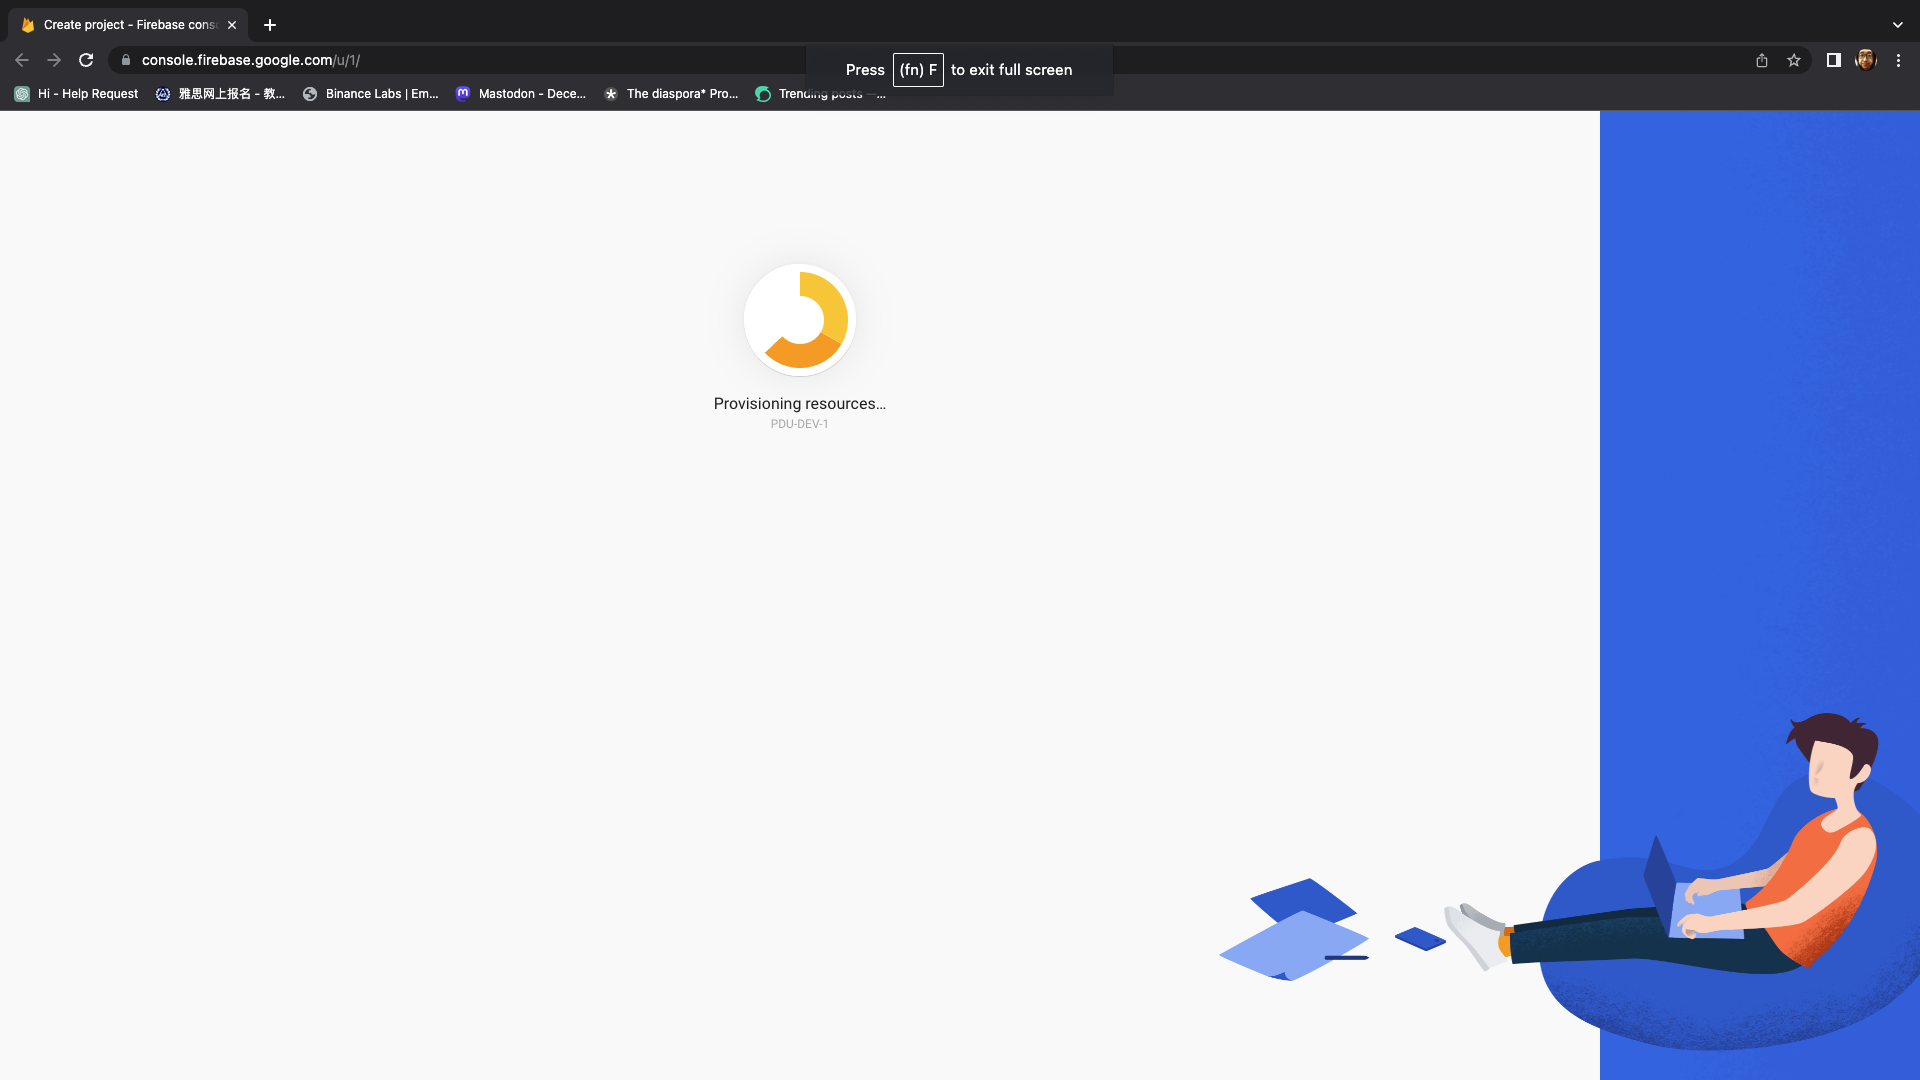 Create project - Firebase cons
console.firebase.google.com/u/1/
Press (fn) F to exit full screen
Hi - Help Request
雅思网上报名 - 教...
Binance Labs | Em...
Mastodon - Dece...
The diaspora* Pro...
Trending posts —...
Provisioning resources...
PDU-DEV-1